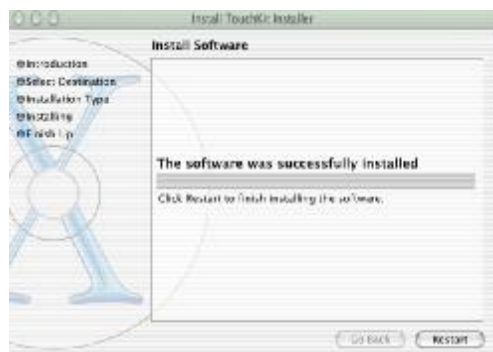 Install TouchKit Installer
Install Software
Introduction
Select Destination
Installation Type
Installing
Finish Up
The software was successfully installed
Click Restart to finish installing the software.
Go Back
Restart